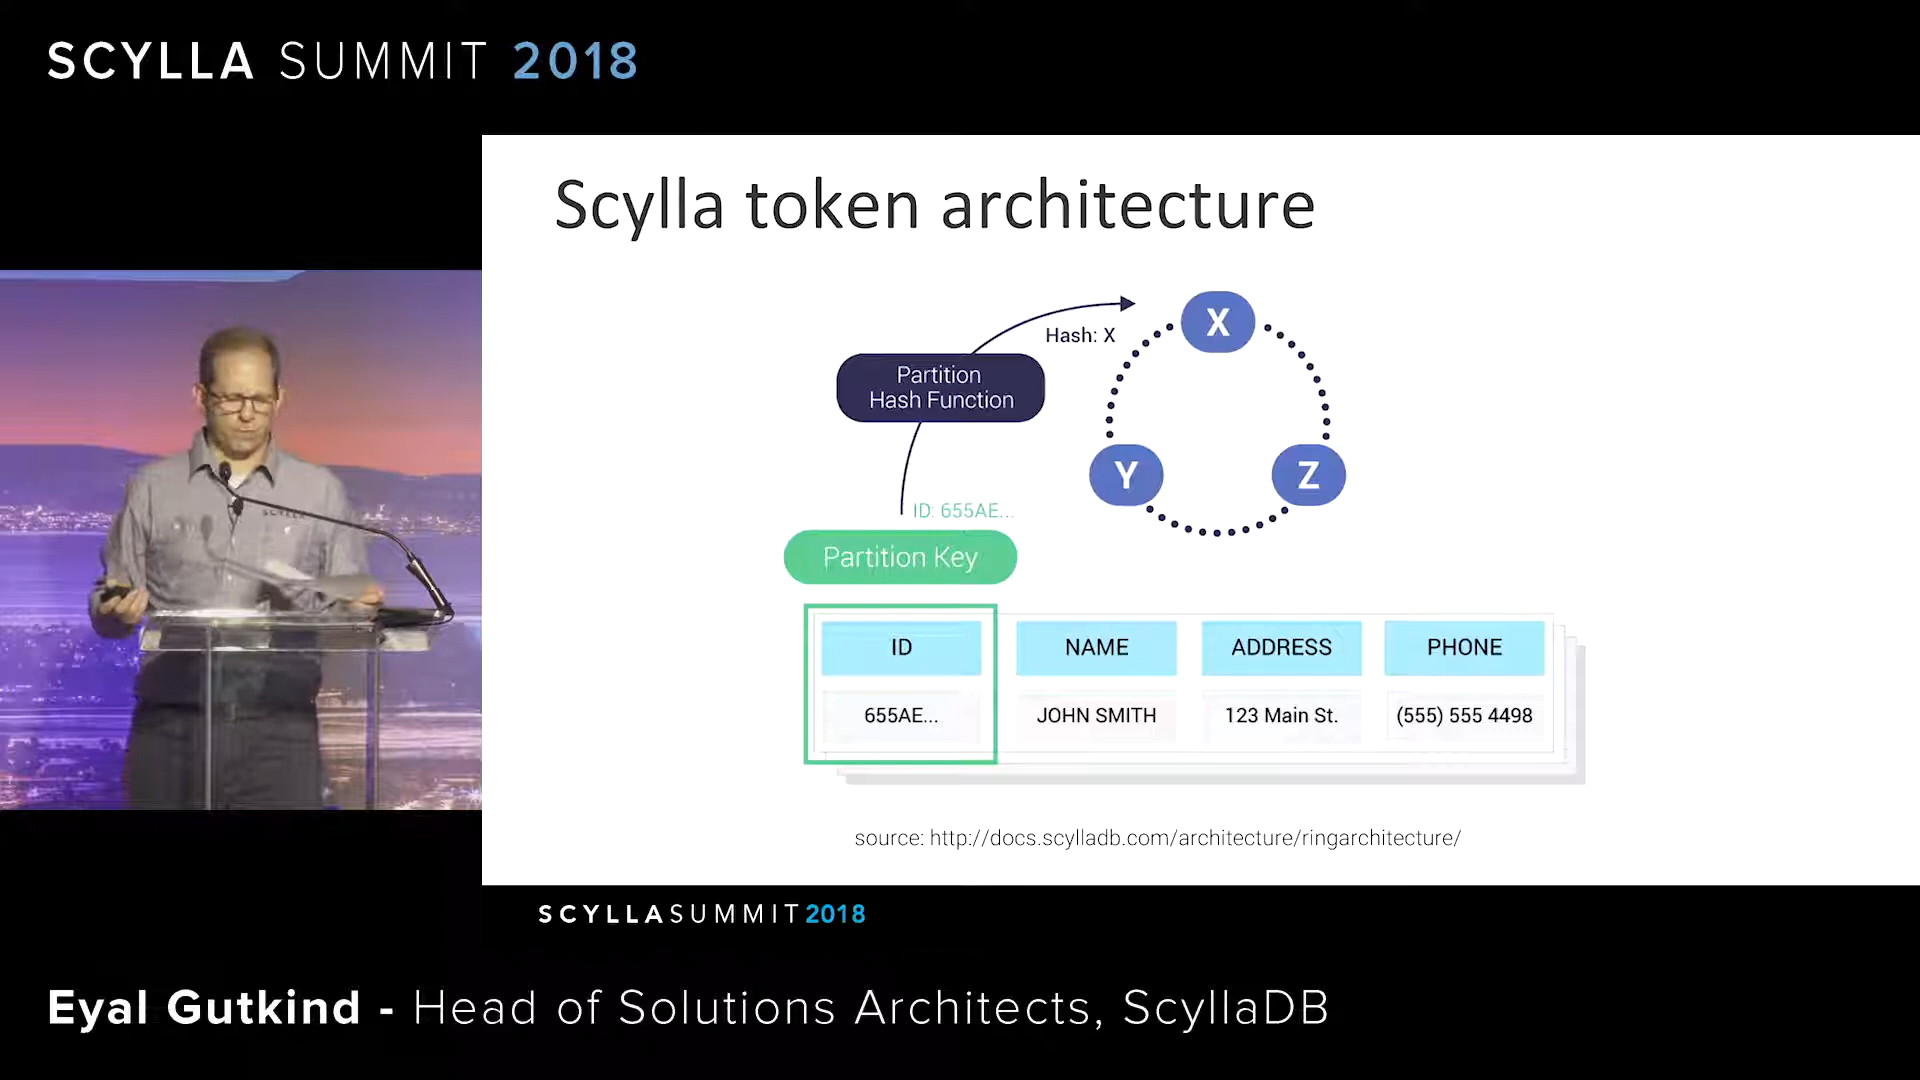 SCYLLA SUMMIT 2018
Scylla token architecture
X
Hash: X
Partition
Hash Function
Y
Z
ID: 655AE...
Partition Key
ID NAME ADDRESS PHONE
655AE... JOHN SMITH 123 Main St. (555) 555 4498
source: http://docs.scylladb.com/architecture/ringarchitecture/
SCYLLASUMMIT2018
Eyal Gutkind - Head of Solutions Architects, ScyllaDB
SCYLLA